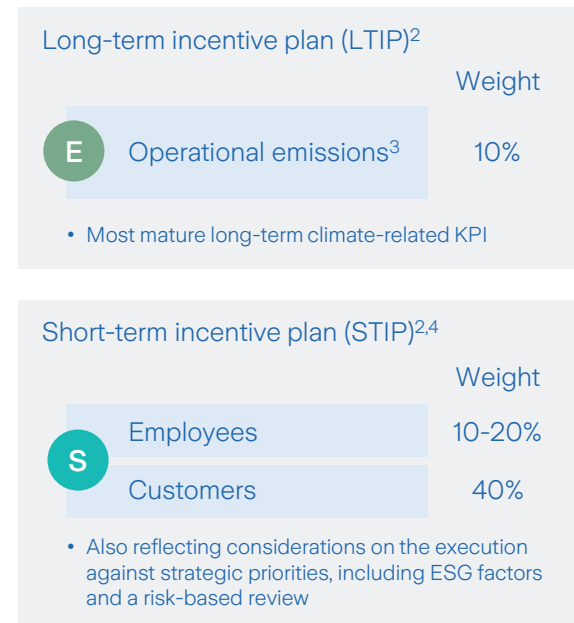 Long-term incentive plan (LTIP)2
Weight
E Operational emissions3 10%
• Most mature long-term climate-related KPI
Short-term incentive plan (STIP)2,4
Weight
S
Employees 10-20%
Customers 40%
• Also reflecting considerations on the execution
against strategic priorities, including ESG factors
and a risk-based review